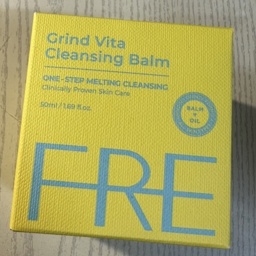 Grind Vita
Cleansing Balm
ONE-STEP MELTING CLEANSING
Clinically Proven Skin Care
50ml / 1.69 fl.oz.
BALM
+
OIL
FRE